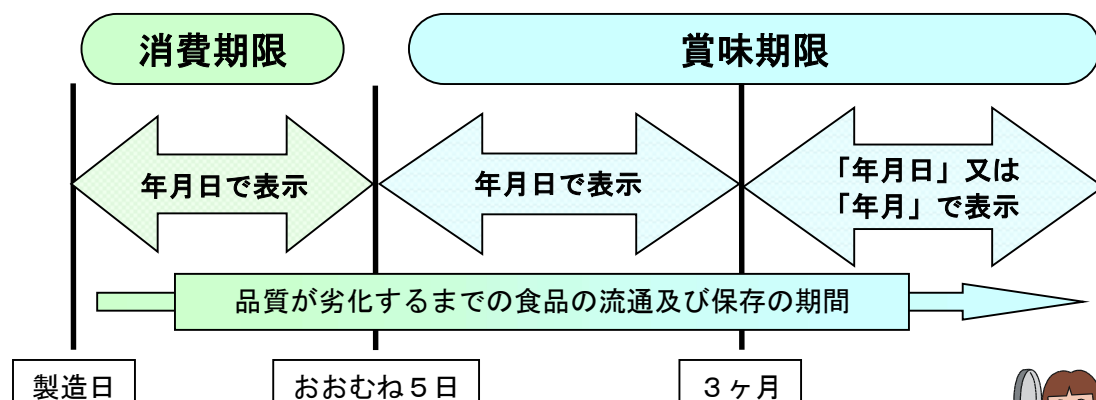 消費期限
賞味期限
年月日で表示
年月日で表示
「年月日」又は
「年月」で表示
品質が劣化するまでの食品の流通及び保存の期間
製造日
おおむね５日
３ヶ月